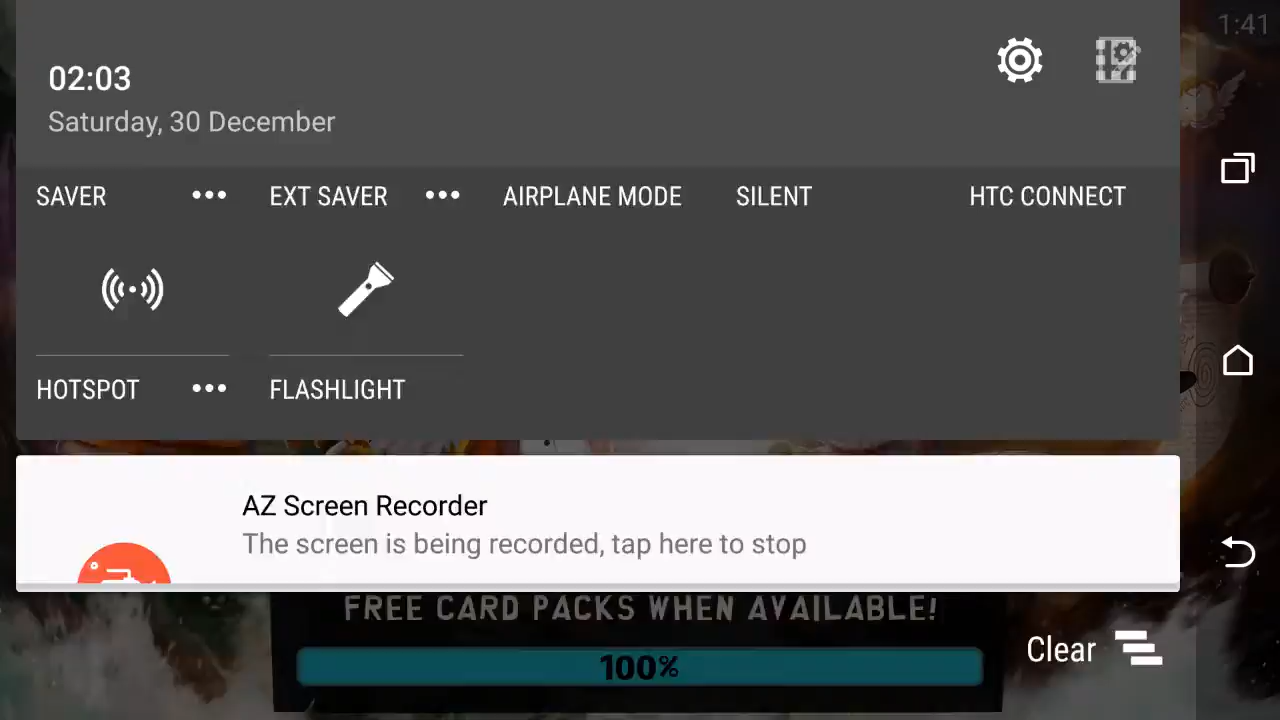 1:41
02:03
Saturday, 30 December
SAVER ••• EXT SAVER ••• AIRPLANE MODE SILENT HTC CONNECT
HOTSPOT ••• FLASHLIGHT
AZ Screen Recorder
The screen is being recorded, tap here to stop
FREE CARD PACKS WHEN AVAILABLE!
Clear
100%